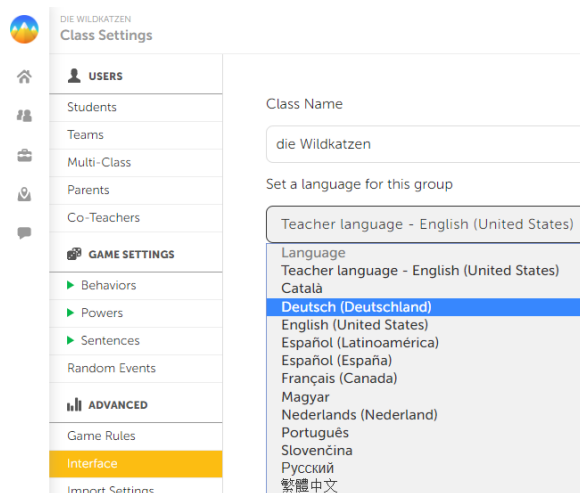 DIE WILDKATZEN
Class Settings
USERS
Students
Teams
Multi-Class
Parents
Co-Teachers
GAME SETTINGS
Behaviors
Powers
Sentences
Random Events
ADVANCED
Game Rules
Interface
Import Settings
Class Name
die Wildkatzen
Set a language for this group
Teacher language - English (United States)
Language
Teacher language - English (United States)
Català
Deutsch (Deutschland)
English (United States)
Español (Latinoamérica)
Español (España)
Français (Canada)
Magyar
Nederlands (Nederland)
Português
Slovenčina
Русский
繁體中文